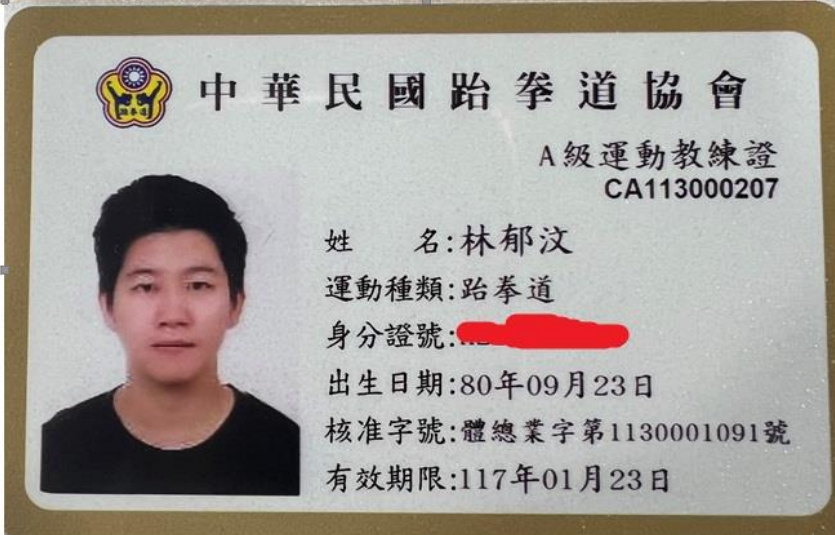 中華民國跆拳道協會
A級運動教練證
CA113000207
姓 名:林郁汶
運動種類:跆拳道
身分證號:
出生日期:80年09月23日
核准字號:體總業字第1130001091號
有效期限:117年01月23日